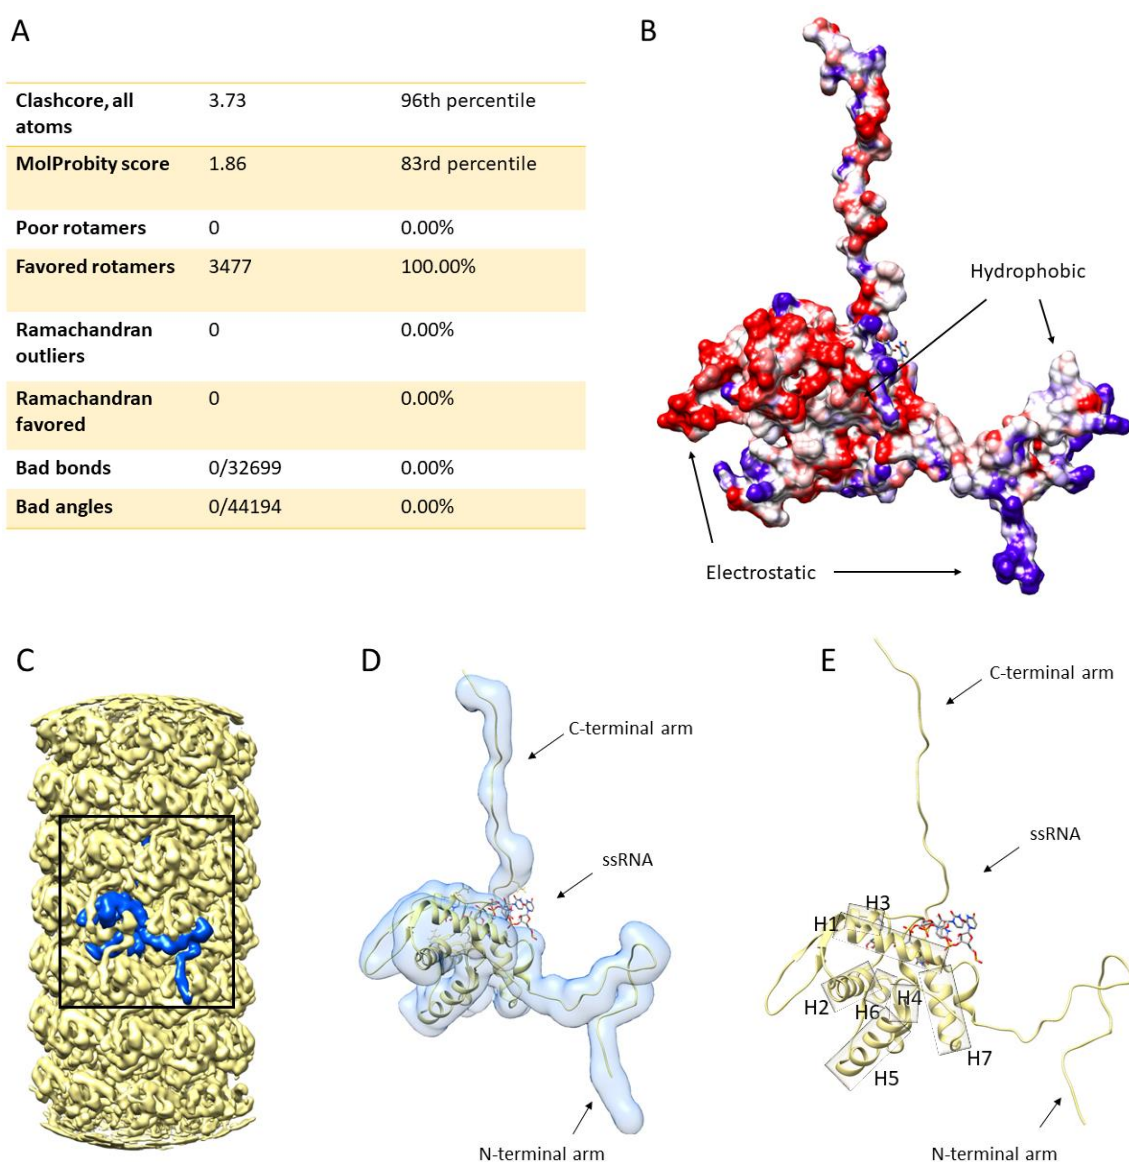 A
Clashcore, all 3.73 96th percentile
atoms
MolProbity score 1.86 83rd percentile
Poor rotamers 0 0.00%
Favored rotamers 3477 100.00%
Ramachandran 0 0.00%
outliers
Ramachandran 0 0.00%
favored
Bad bonds 0/32699 0.00%
Bad angles 0/44194 0.00%
B
Hydrophobic
Electrostatic
C
D
C-terminal arm
ssRNA
N-terminal arm
E
C-terminal arm
ssRNA
H3
H1
H2
H4
H6
H5
H7
N-terminal arm